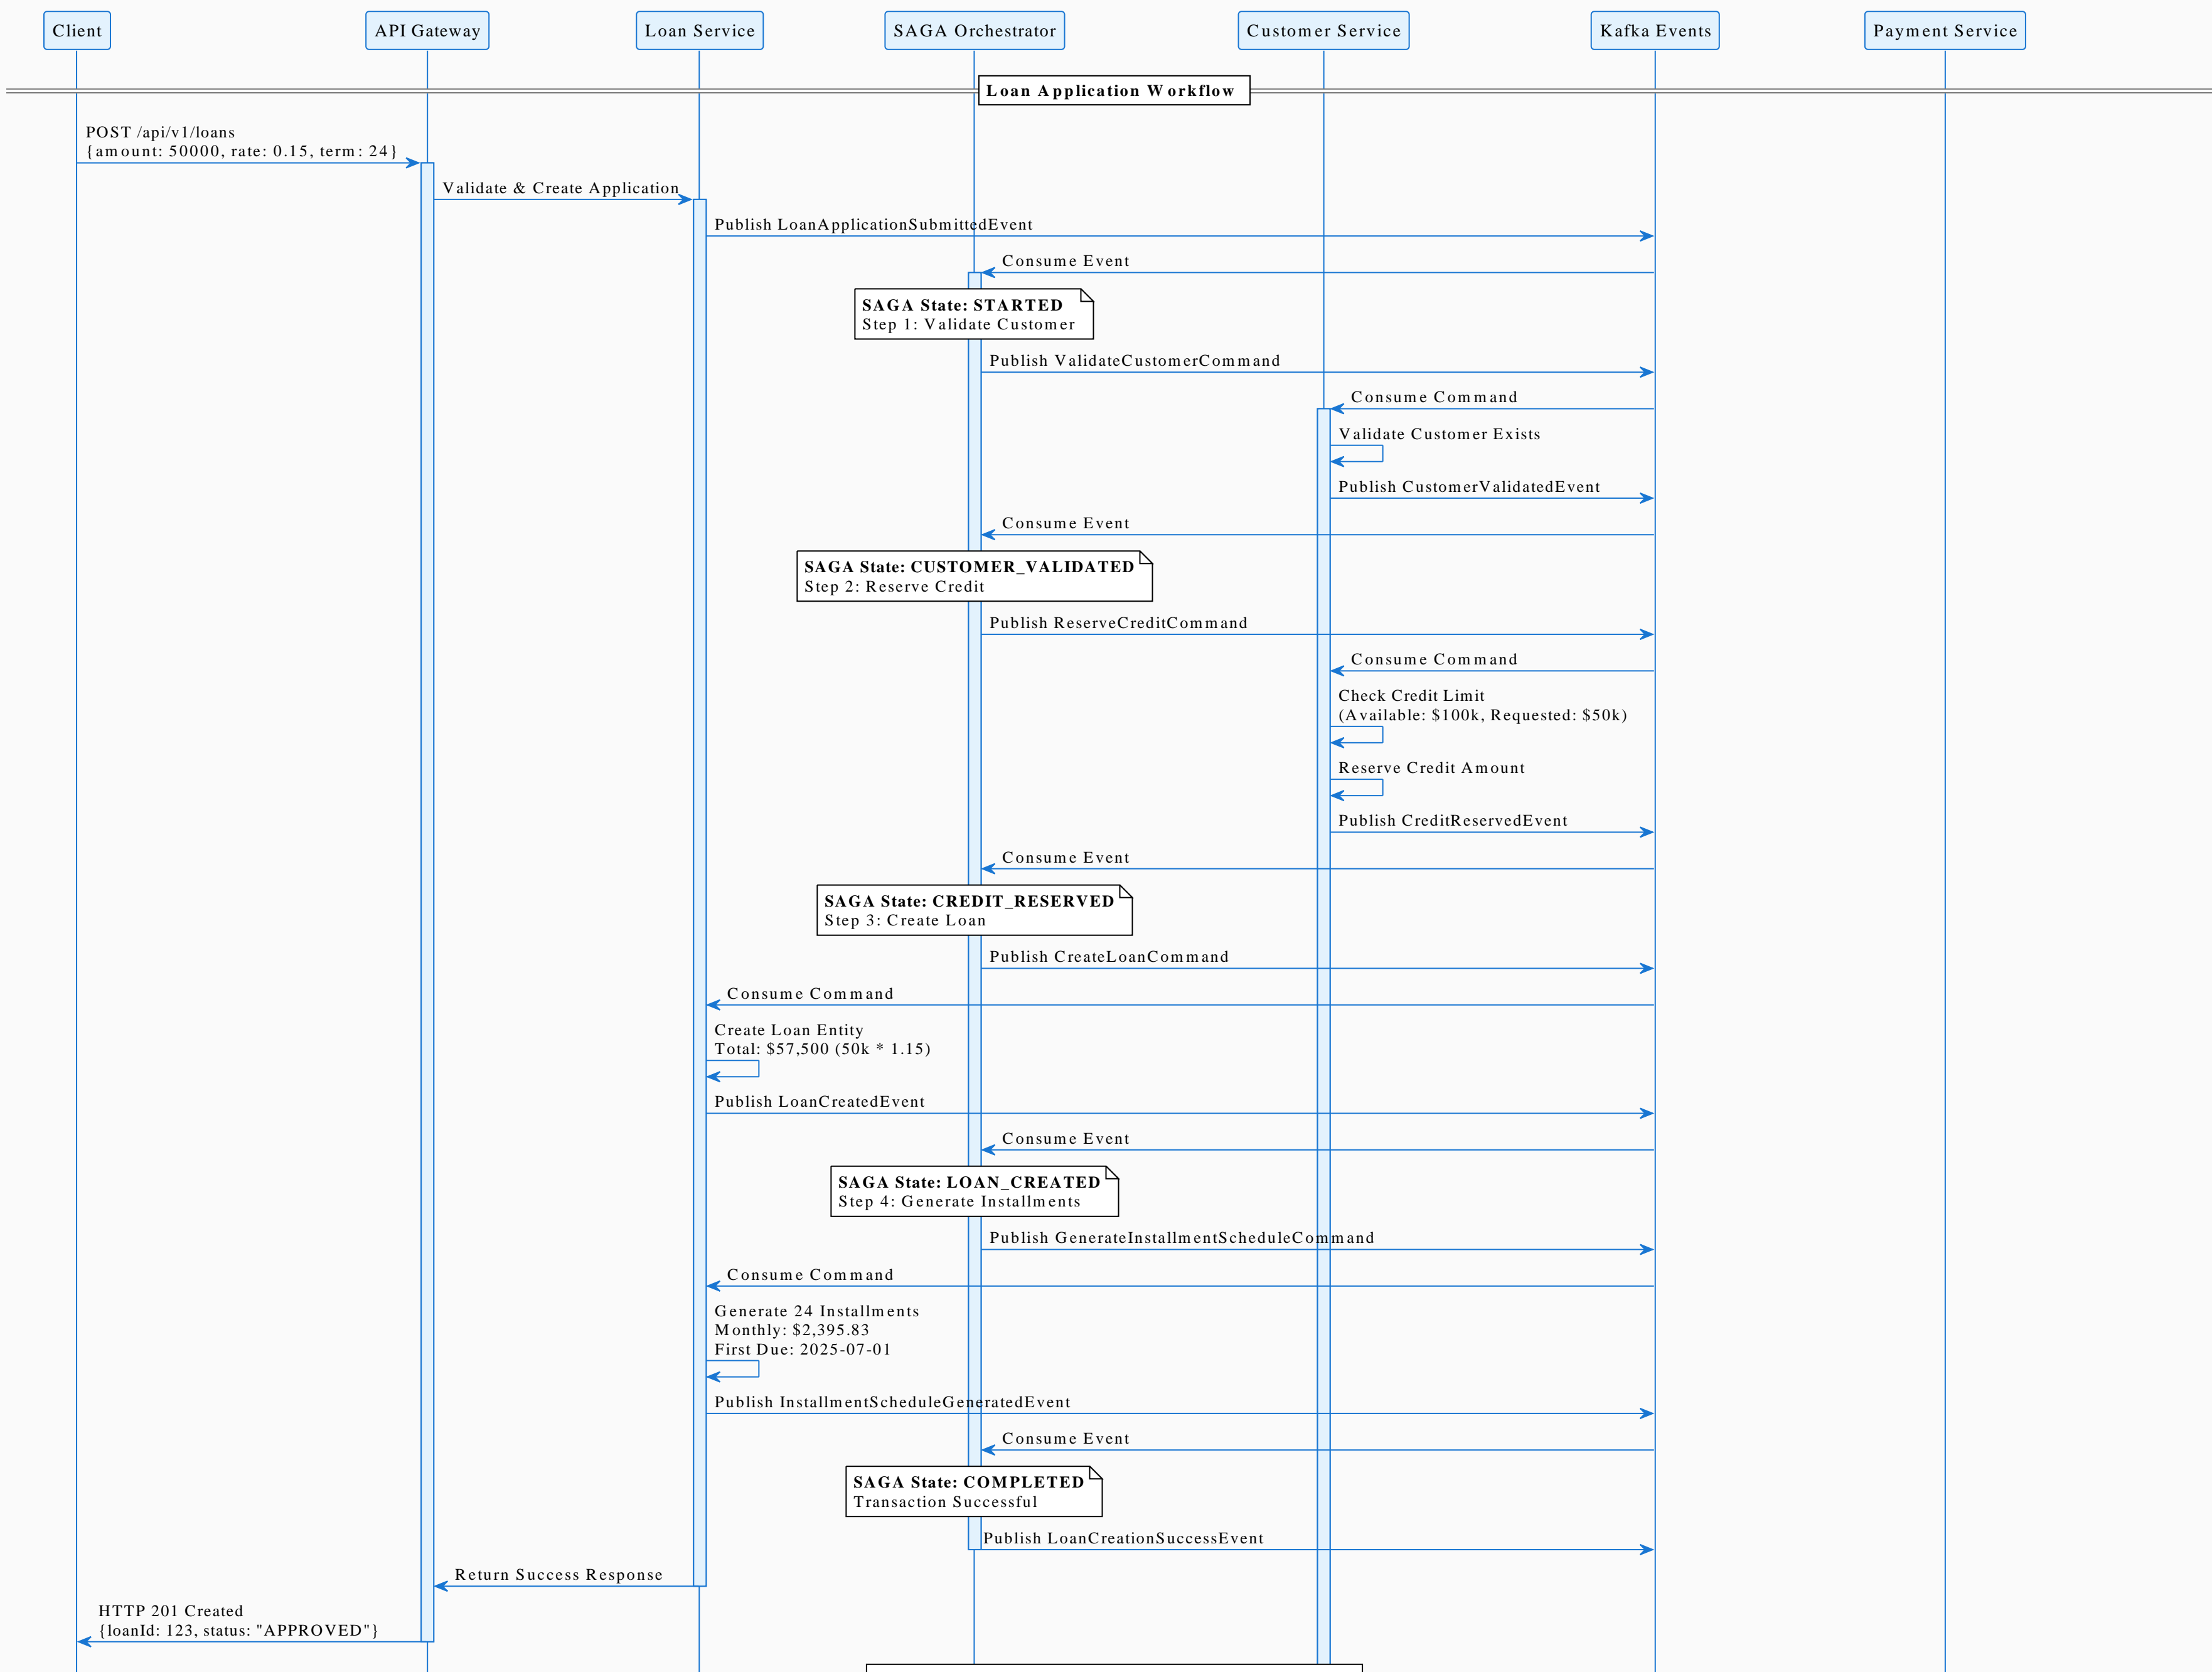 Client
API Gateway
Loan Service
SAGA Orchestrator
Customer Service
Kafka Events
Payment Service
Loan Application Workflow
POST /api/v1/loans
{amount: 50000, rate: 0.15, term: 24}
Validate & Create Application
Publish LoanApplicationSubmittedEvent
Consume Event
SAGA State: STARTED
Step 1: Validate Customer
Publish ValidateCustomerCommand
Consume Command
Validate Customer Exists
Publish CustomerValidatedEvent
Consume Event
SAGA State: CUSTOMER_VALIDATED
Step 2: Reserve Credit
Publish ReserveCreditCommand
Consume Command
Check Credit Limit
(Available: $100k, Requested: $50k)
Reserve Credit Amount
Publish CreditReservedEvent
Consume Event
SAGA State: CREDIT_RESERVED
Step 3: Create Loan
Publish CreateLoanCommand
Consume Command
Create Loan Entity
Total: $57,500 (50k * 1.15)
Publish LoanCreatedEvent
Consume Event
SAGA State: LOAN_CREATED
Step 4: Generate Installments
Publish GenerateInstallmentScheduleCommand
Consume Command
Generate 24 Installments
Monthly: $2,395.83
First Due: 2025-07-01
Publish InstallmentScheduleGeneratedEvent
Consume Event
SAGA State: COMPLETED
Transaction Successful
Publish LoanCreationSuccessEvent
Return Success Response
HTTP 201 Created
{loanId: 123, status: "APPROVED"}